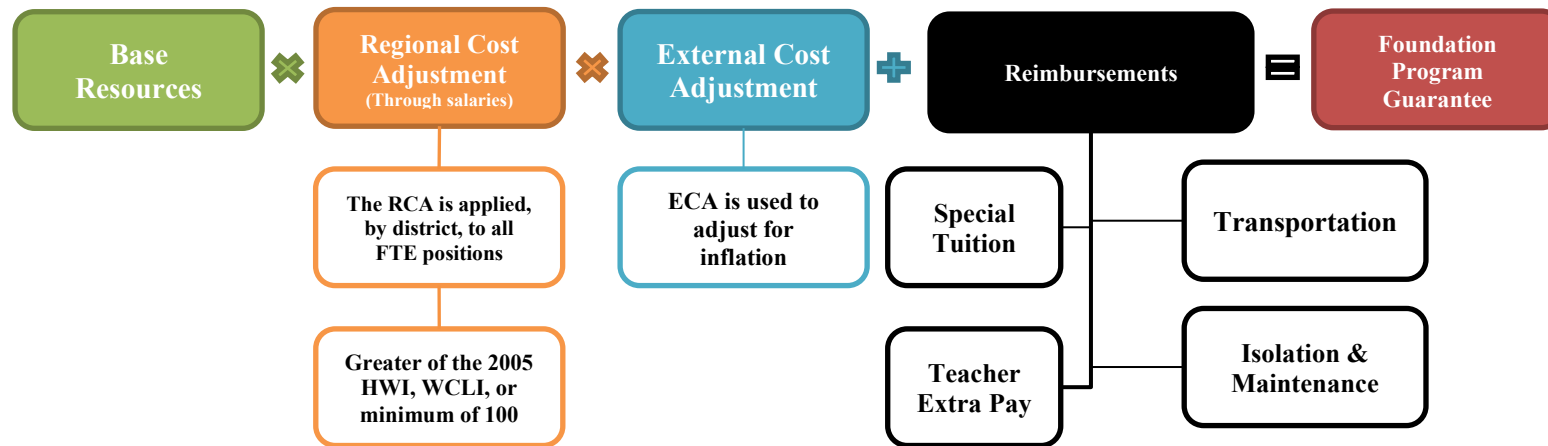 Base
Resources
Regional Cost
Adjustment
(Through salaries)
External Cost
Adjustment
Reimbursements
Foundation
Program
Guarantee
The RCA is applied,
by district, to all
FTE positions
Greater of the 2005
HWI, WCLI, or
minimum of 100
ECA is used to
adjust for
inflation
Special
Tuition
Transportation
Teacher
Extra Pay
Isolation &
Maintenance